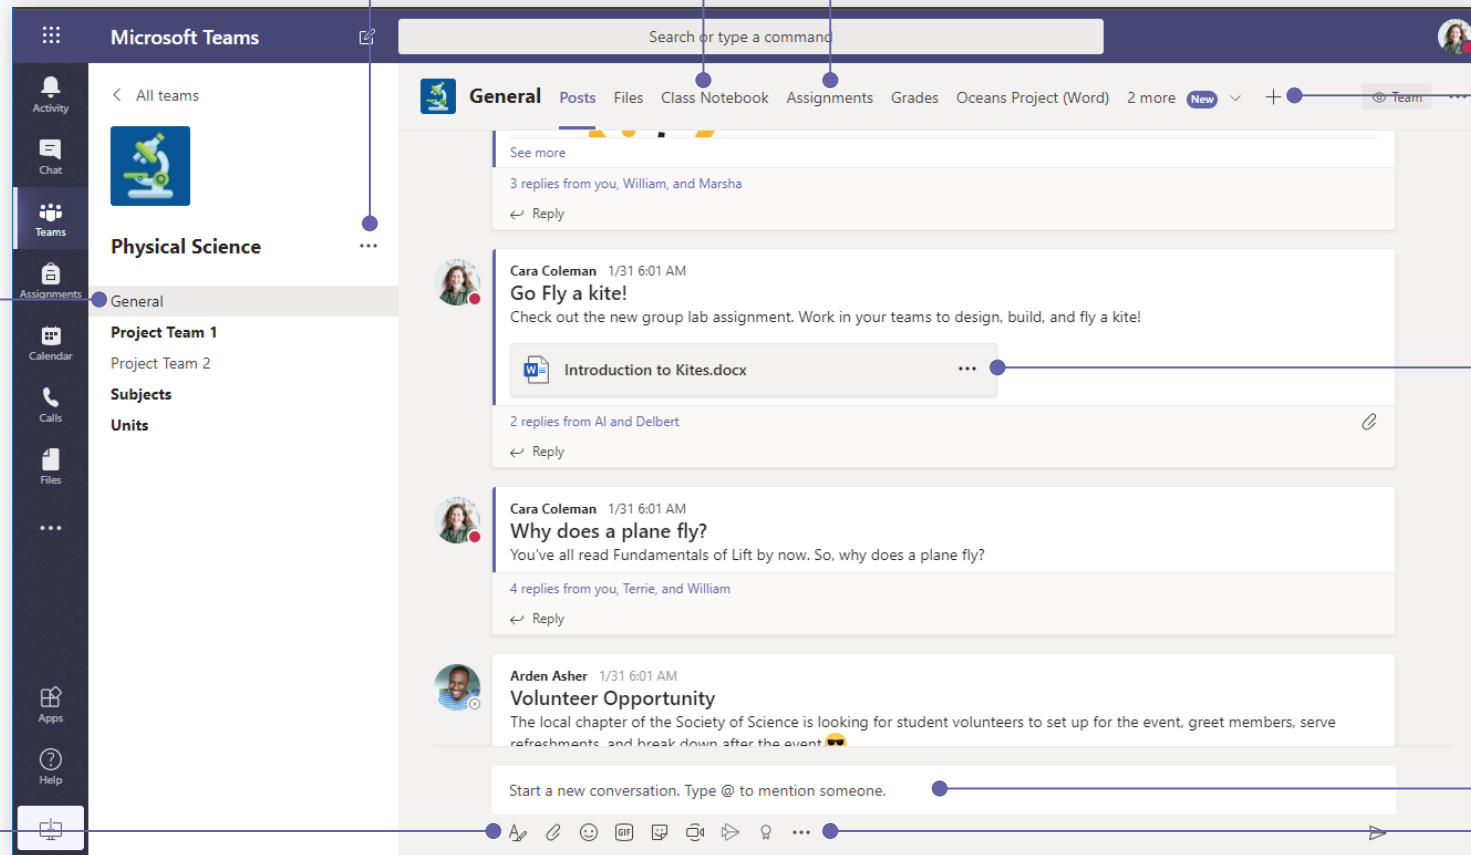 Microsoft Teams
Search or type a command
Activity
Chat
Teams
Assignments
Calendar
Calls
Files
Apps
Help
All teams
Physical Science
General
Project Team 1
Project Team 2
Subjects
Units
General Posts Files Class Notebook Assignments Grades Oceans Project (Word) 2 more New
Team
See more
3 replies from you, William, and Marsha
Reply
Cara Coleman 1/31 6:01 AM
Go Fly a kite!
Check out the new group lab assignment. Work in your teams to design, build, and fly a kite!
Introduction to Kites.docx
2 replies from Al and Delbert
Reply
Cara Coleman 1/31 6:01 AM
Why does a plane fly?
You've all read Fundamentals of Lift by now. So, why does a plane fly?
4 replies from you, Terrie, and William
Reply
Arden Asher 1/31 6:01 AM
Volunteer Opportunity
The local chapter of the Society of Science is looking for student volunteers to set up for the event, greet members, serve
refreshments, and break down after the event
Start a new conversation. Type @ to mention someone.
GIF